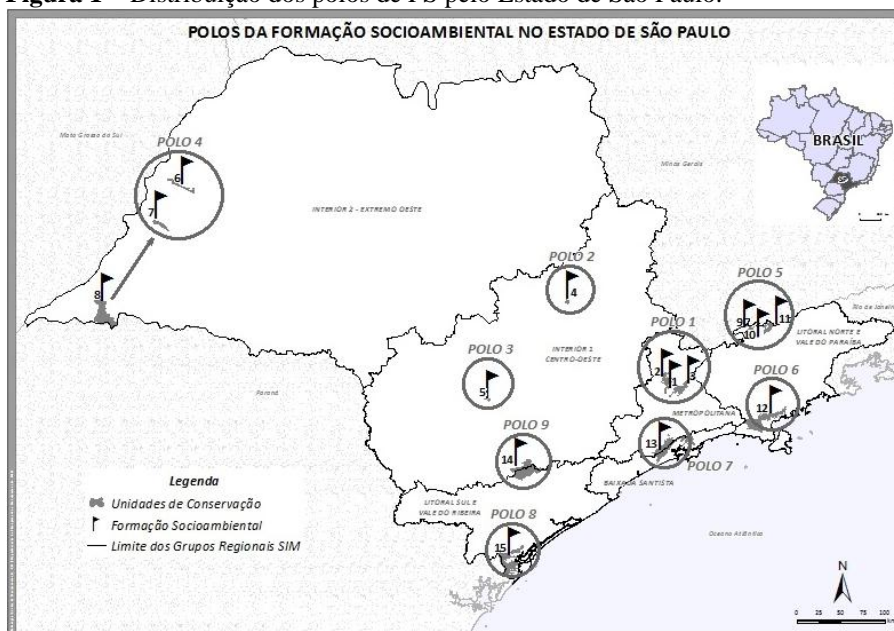 Figura 1 – Distribuição dos polos de FS pelo Estado de São Paulo.
POLOS DA FORMAÇÃO SOCIOAMBIENTAL NO ESTADO DE SÃO PAULO
Mato Grosso do Sul
POLO 4
6
7
8
INTERIOR 2 - EXTREMO OESTE
Minas Gerais
BRASIL
POLO 2
4
POLO 5
9
10
11
Rio de Janeiro
LITORAL NORTE E
VALE DO PARAÍBA
POLO 1
2
1
3
INTERIOR 1
CENTRO-OESTE
POLO 3
5
POLO 6
12
Paraná
METROPOLITANA
POLO 9
14
13
POLO 7
BAIXADA SANTISTA
LITORAL SUL E
VALE DO RIBEIRA
POLO 8
15
Oceano Atlântico
Legenda
Unidades de Conservação
Formação Socioambiental
Limite dos Grupos Regionais SIM
N
0 25 50 75 100